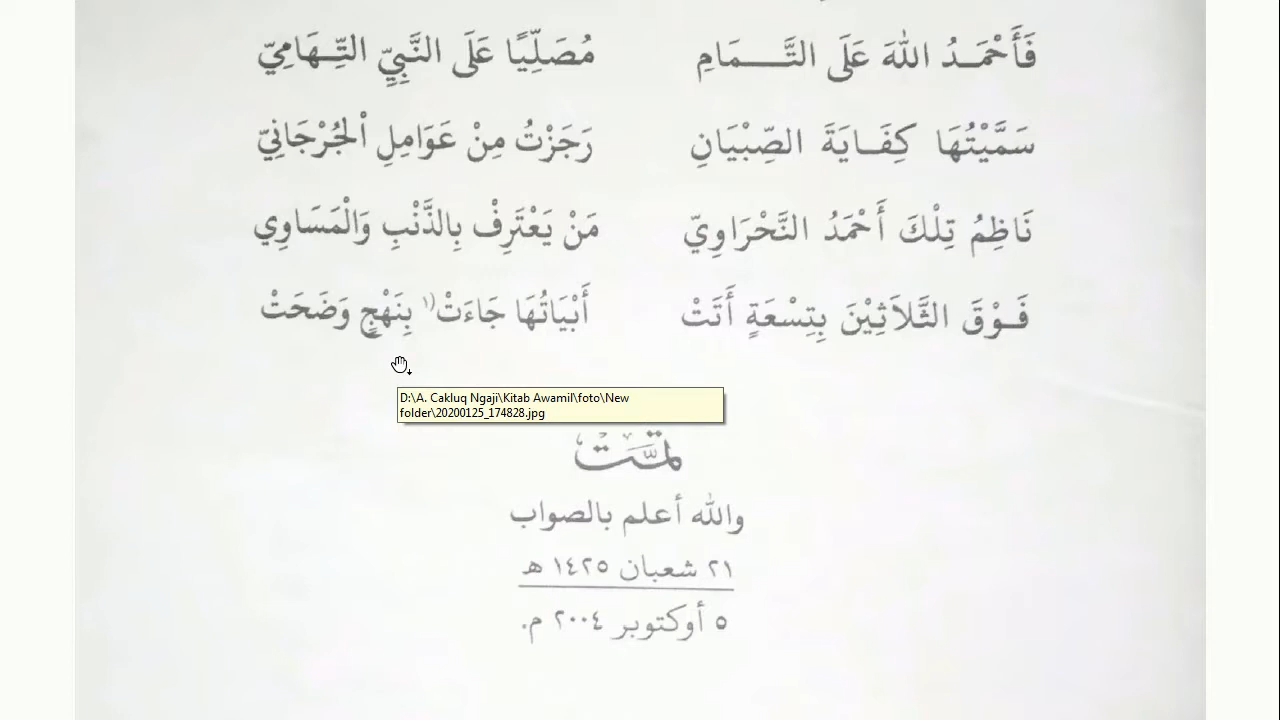 فَأَحْمَدُ اللهَ عَلَى التَّمَامِ مُصَلِّيًا عَلَى النَّبِيِّ التِّهَامِيّ
سَمَّيْتُهَا كِفَايَةَ الصِّبْيَانِ رَجَزْتُ مِنْ عَوَامِلِ الْجُرْجَانِيّ
نَاظِمُ تِلْكَ أَحْمَدُ النَّحْرَاوِيّ مَنْ يَعْتَرِفْ بِالذَّنْبِ وَالْمَسَاوِي
فَوْقَ الثَّلَاثِيْنَ بِتِسْعَةٍ أَتَتْ أَبْيَاتُهَا جَاءَتْ (١ بِنَهْجٍ وَضَحَتْ
D:\A. Cakluq Ngaji\Kitab Awamil\foto\New
folder\20200125_174828.jpg
تمّت
والله أعلم بالصواب
٢١ شعبان ١٤٢٥ هـ
٥ أوكتوبر ٢٠٠٤ م.